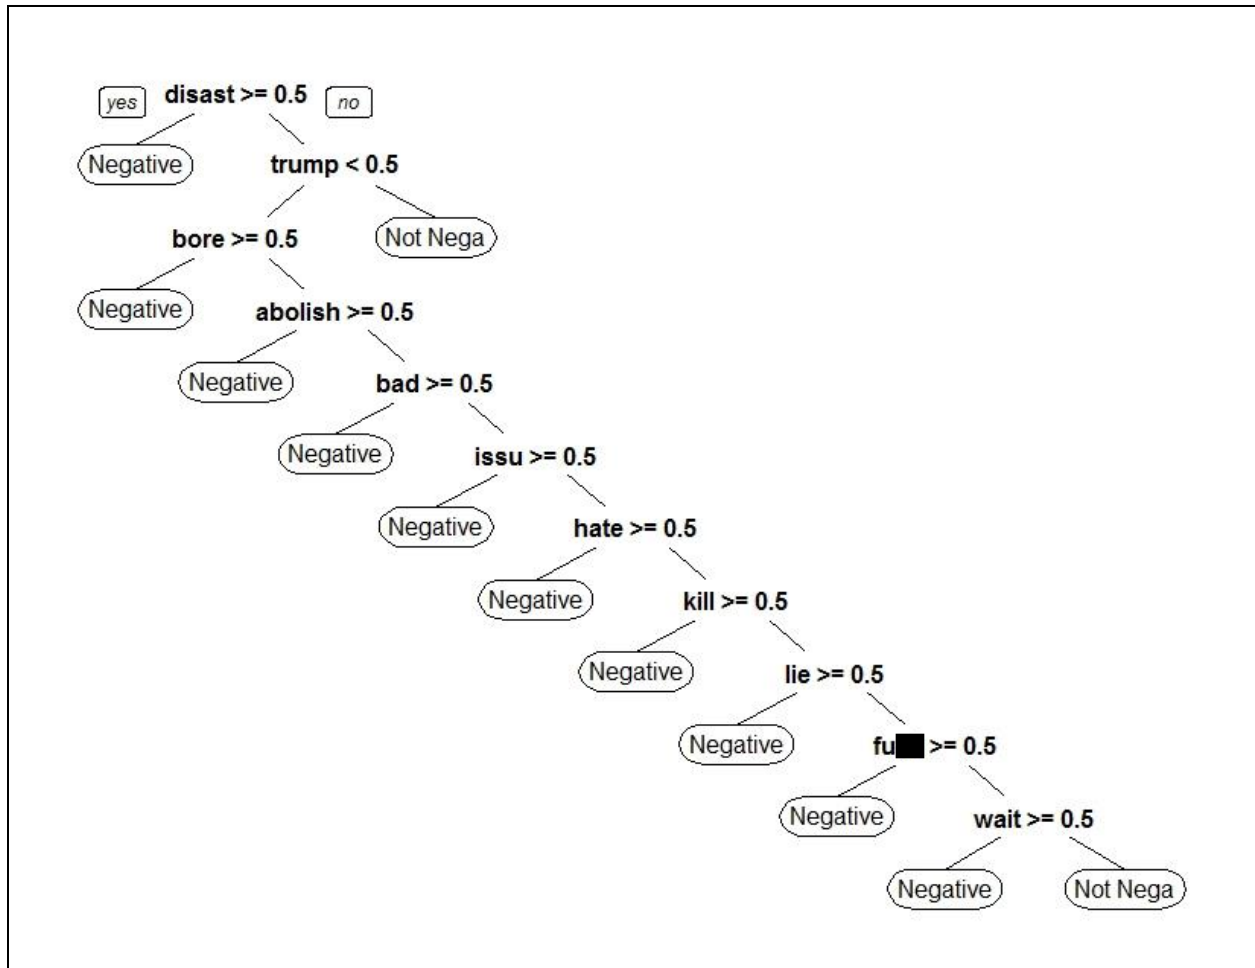 yes disast >= 0.5 no
Negative trump < 0.5
bore >= 0.5 Not Nega
Negative abolish >= 0.5
Negative bad >= 0.5
Negative issu >= 0.5
Negative hate >= 0.5
Negative kill >= 0.5
Negative lie >= 0.5
Negative fu >= 0.5
Negative wait >= 0.5
Negative Not Nega